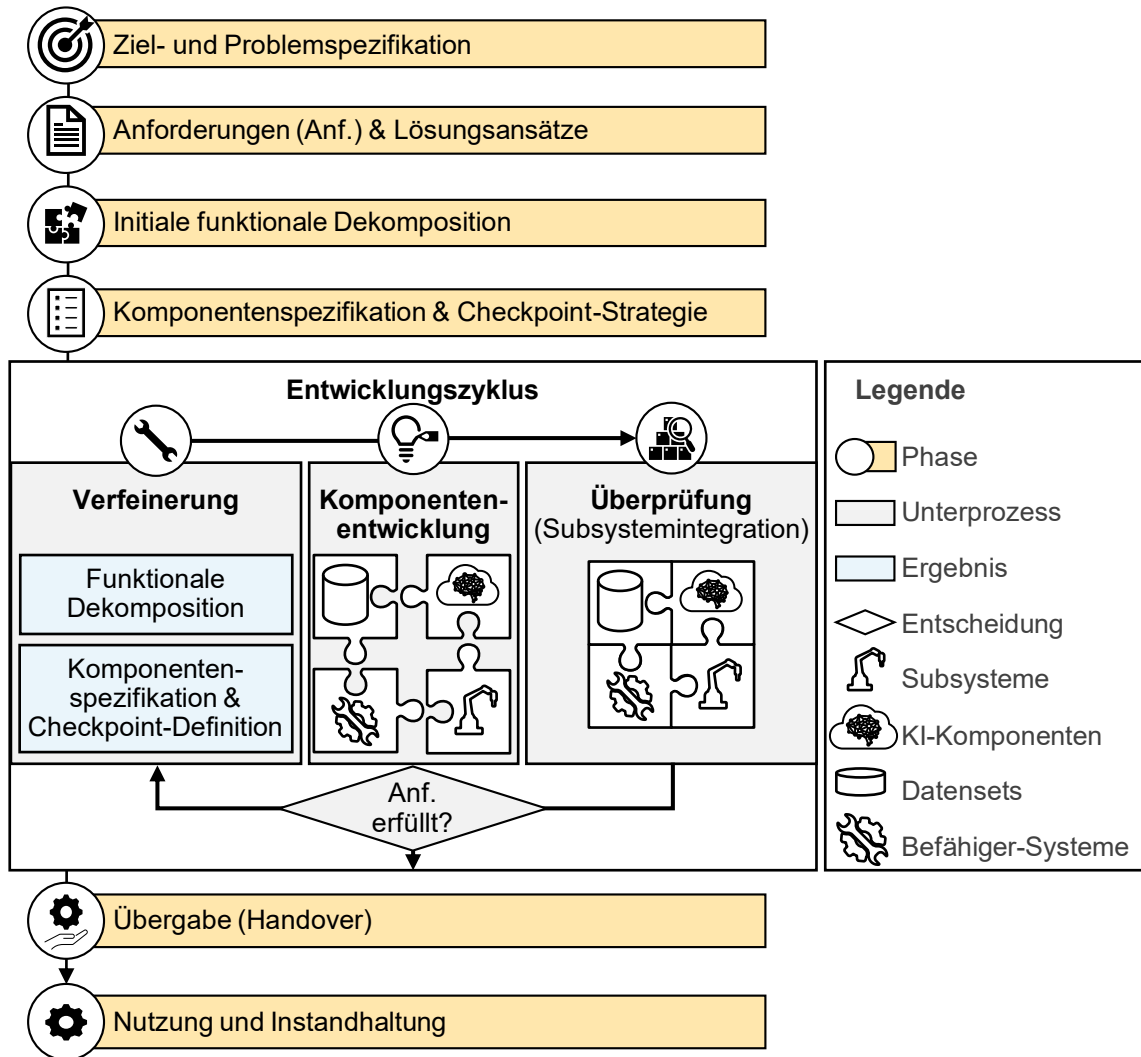 Ziel- und Problemspezifikation
Anforderungen (Anf.) & Lösungsansätze
Initiale funktionale Dekomposition
Komponentenspezifikation & Checkpoint-Strategie
Entwicklungszyklus
Verfeinerung
Funktionale
Dekomposition
Komponenten-
spezifikation &
Checkpoint-Definition
Komponenten-
entwicklung
Überprüfung
(Subsystemintegration)
Anf.
erfüllt?
Legende
Phase
Unterprozess
Ergebnis
Entscheidung
Subsysteme
KI-Komponenten
Datensets
Befähiger-Systeme
Übergabe (Handover)
Nutzung und Instandhaltung